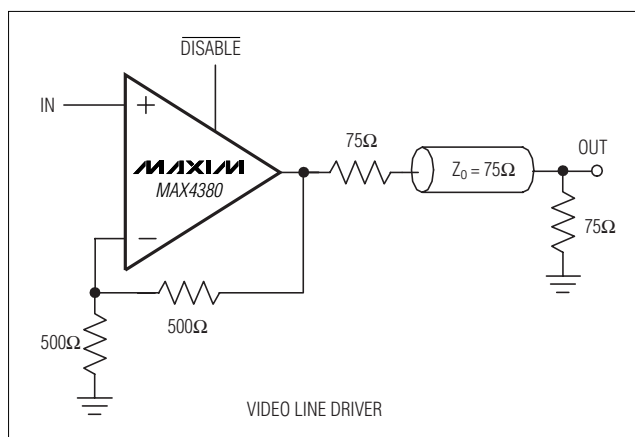 DISABLE
IN
+
MAXIM
MAX4380
−
75Ω
Z₀ = 75Ω
OUT
75Ω
500Ω
500Ω
VIDEO LINE DRIVER